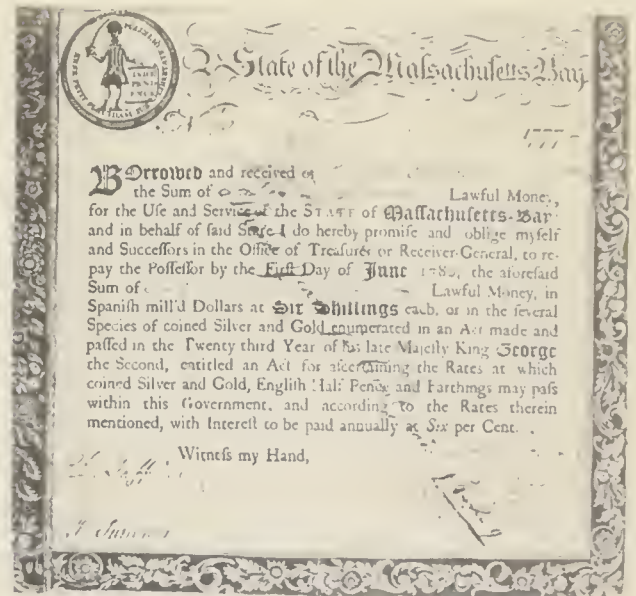 INDE
PENDE
ENCE
State of the Massachusetts Bay
1777
BOrrowed and received of
the Sum of Lawful Money,
for the Uſe and Service of the STATE of Maſſachuſetts-Bay
and in behalf of ſaid State I do hereby promiſe and oblige myſelf
and Succeſſors in the Office of Treaſurer or Receiver-General, to re-
pay the Poſſeſſor by the Firſt Day of June the aforeſaid
Sum of Lawful Money, in
Spaniſh mill'd Dollars at Six Shillings each, or in the ſeveral
Species of coined Silver and Gold enumerated in an Act made and
paſſed in the Twenty third Year of his late Majeſty King George
the Second, entitled an Act for aſcertaining the Rates at which
coined Silver and Gold, Engliſh Half Pence and Farthings may paſs
within this Government, and according to the Rates therein
mentioned, with Intereſt to be paid annually at Six per Cent.
Witneſs my Hand,